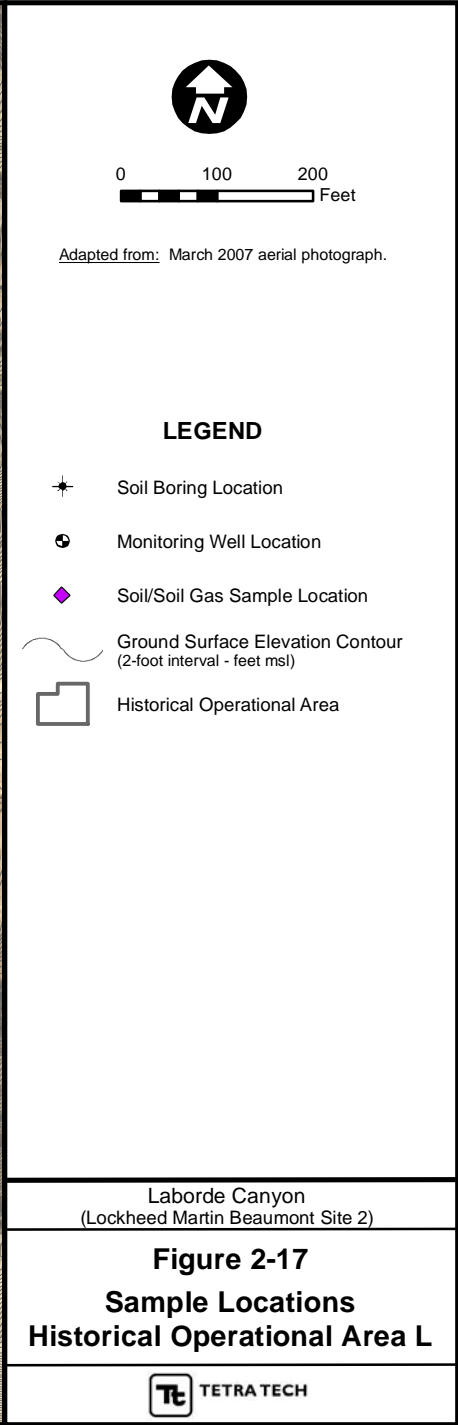 N
0 100 200
Feet
Adapted from: March 2007 aerial photograph.
LEGEND
Soil Boring Location
Monitoring Well Location
Soil/Soil Gas Sample Location
Ground Surface Elevation Contour
(2-foot interval - feet msl)
Historical Operational Area
Laborde Canyon
(Lockheed Martin Beaumont Site 2)
Figure 2-17
Sample Locations
Historical Operational Area L
Tt TETRA TECH